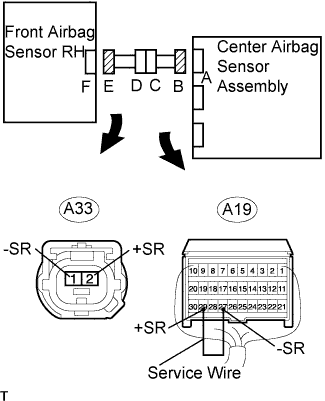 Front Airbag
Sensor RH
Center Airbag
Sensor
Assembly
F E D C B A
A33
A19
-SR
+SR
1 2
10 9 8 7 6 5 4 3 2 1
20 19 18 17 16 15 14 13 12 11
30 29 28 27 26 25 24 23 22 21
+SR
-SR
Service Wire
T